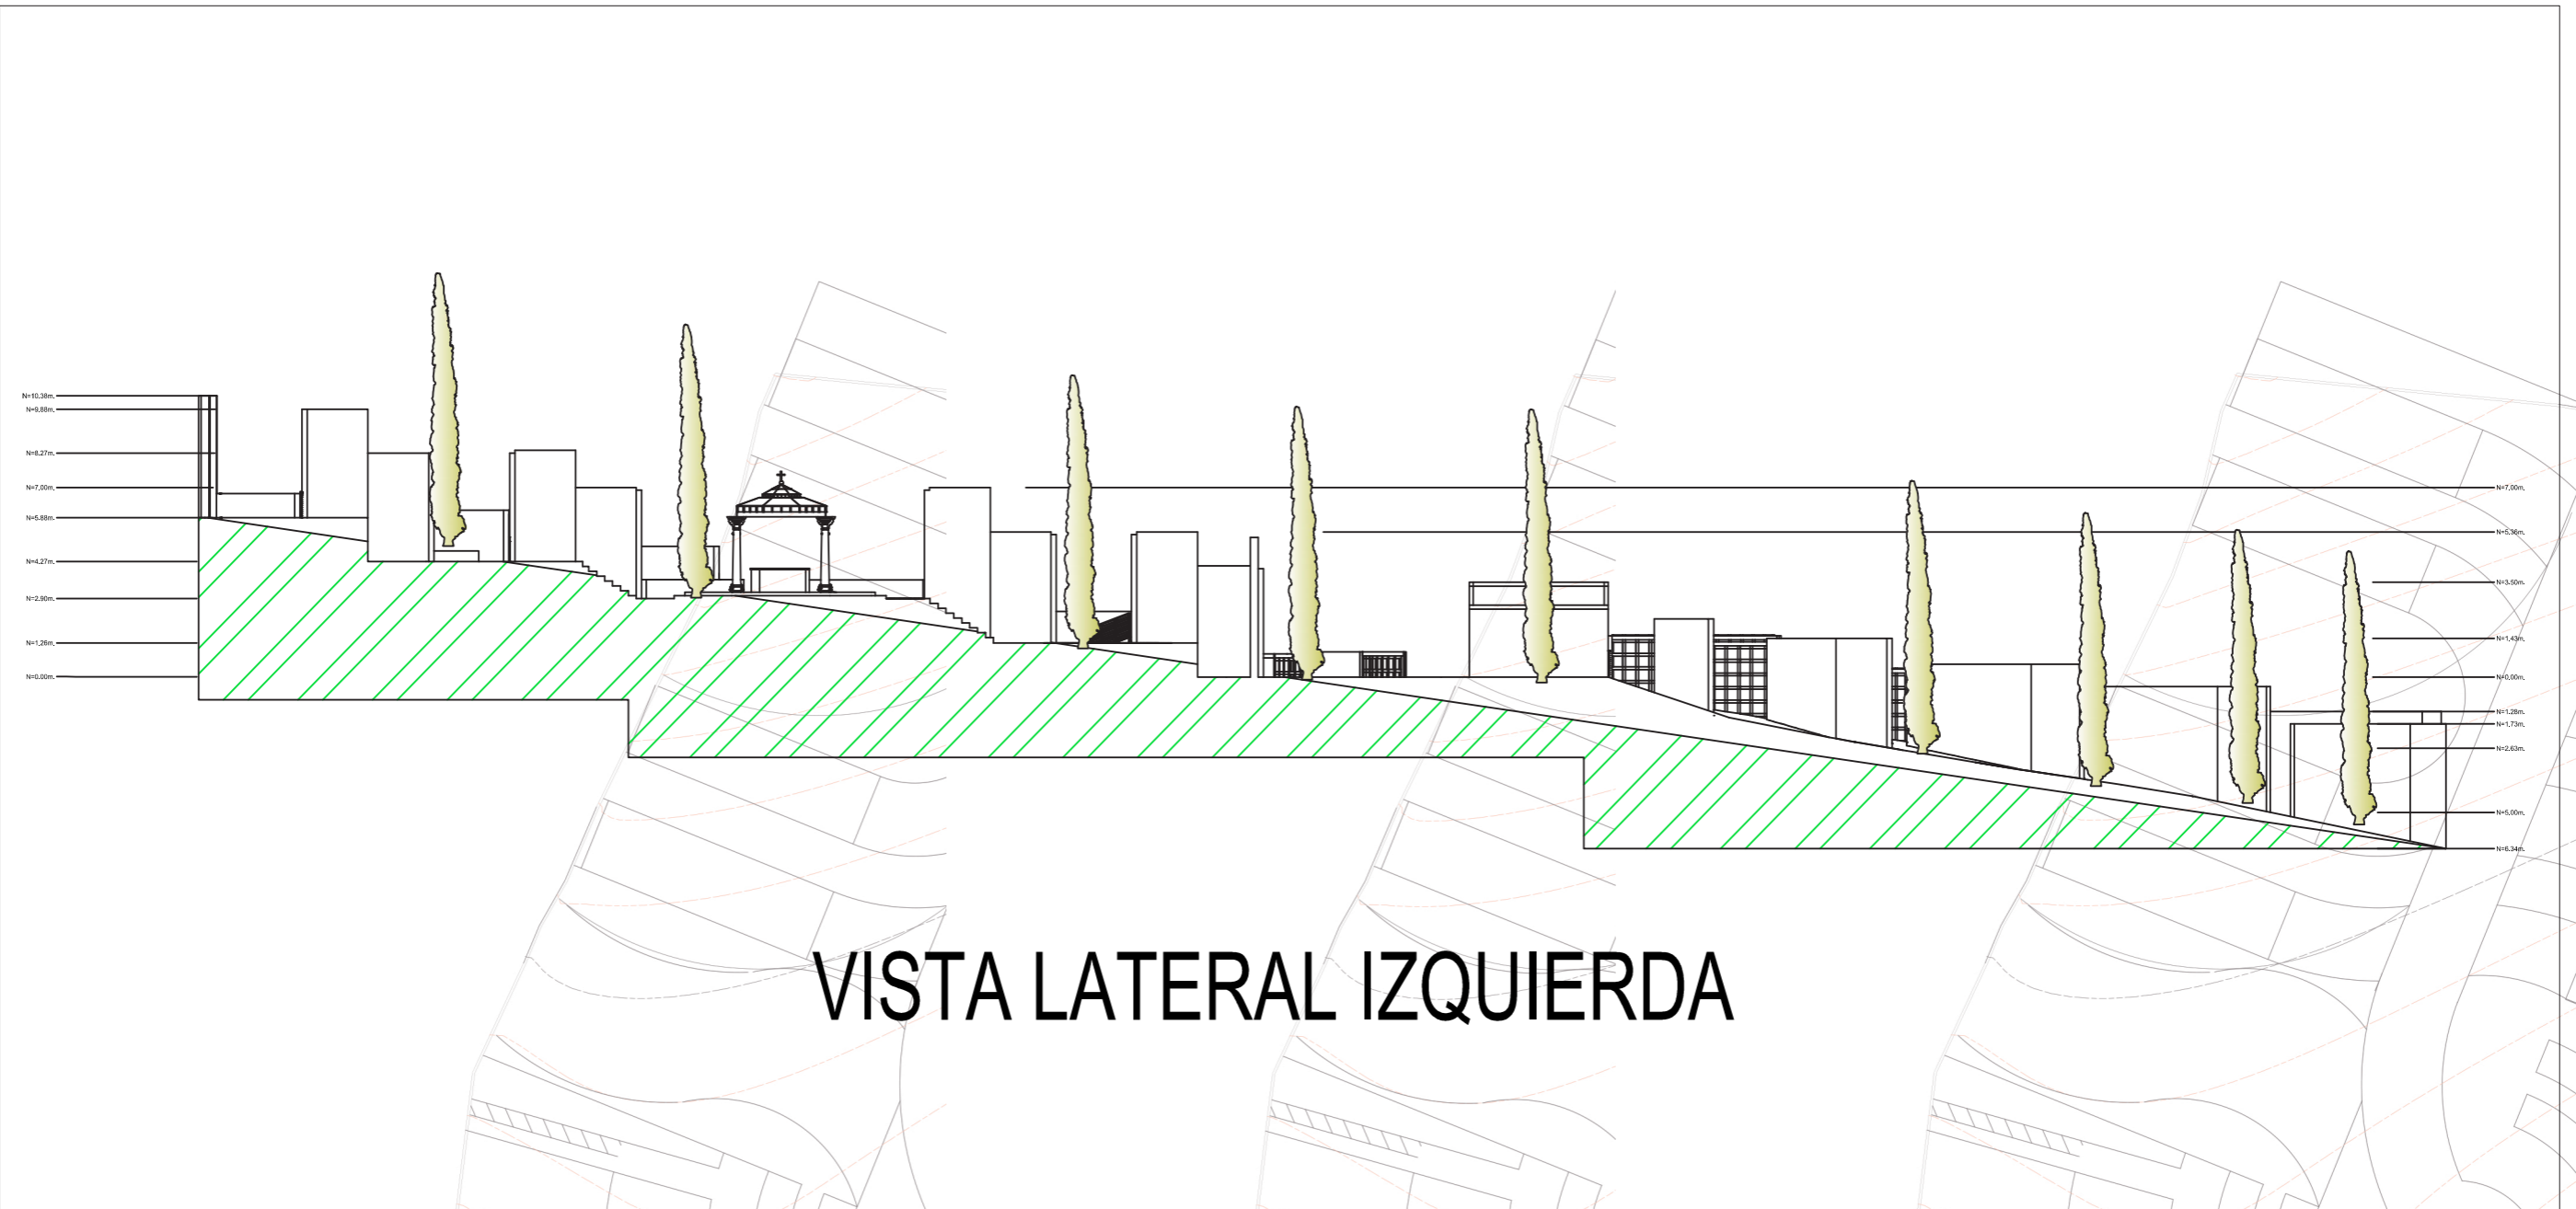 N=10,38m.
N=9,88m.
N=8,27m.
N=7,00m.
N=5,88m.
N=4,27m.
N=2,90m.
N=1,26m.
N=0.00m.
N=7,00m.
N=5,36m.
N=3,50m.
N=1,43m.
N=0,00m.
N=1.28m.
N=1,73m.
N=2,63m.
N=5,00m.
N=6.34m.
VISTA LATERAL IZQUIERDA